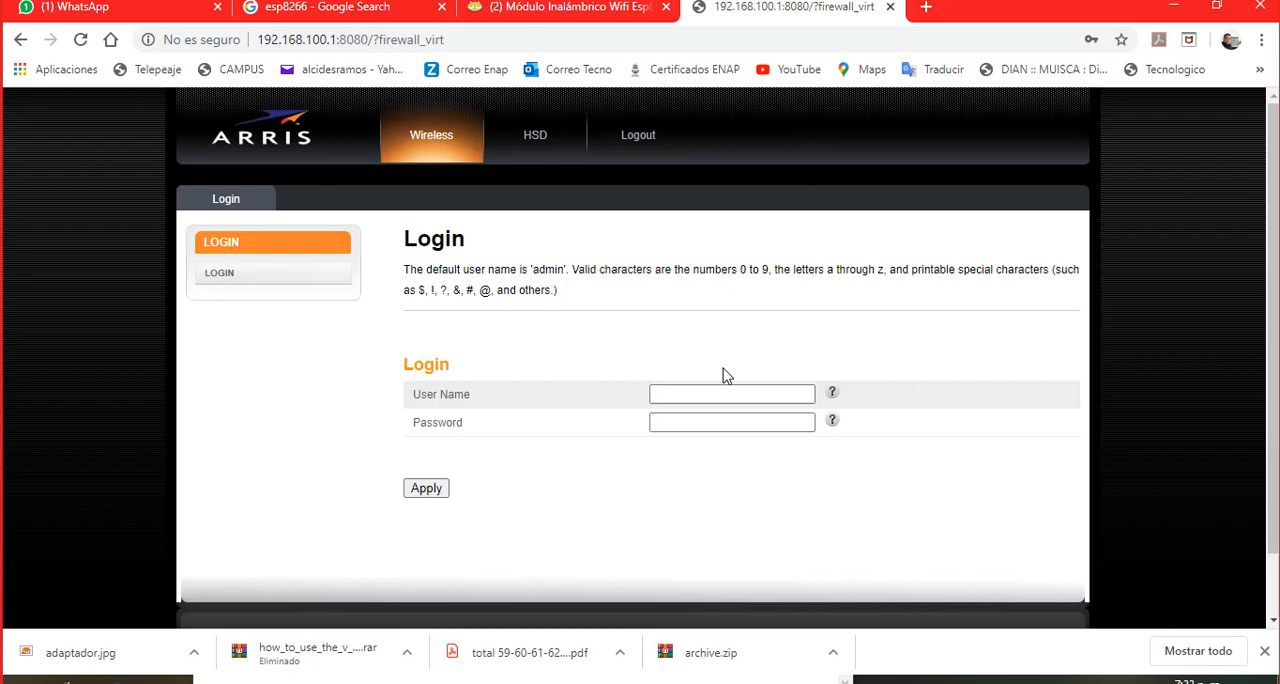 (1) WhatsApp
esp8266 - Google Search
(2) Módulo Inalámbrico Wifi Esp8
192.168.100.1:8080/?firewall_virt
No es seguro
192.168.100.1:8080/?firewall_virt
Aplicaciones
Telepeaje
CAMPUS
alcidesramos - Yah...
Correo Enap
Correo Tecno
Certificados ENAP
YouTube
Maps
Traducir
DIAN :: MUISCA : Di...
Tecnologico
»
ARRIS
Wireless
HSD
Logout
Login
LOGIN
LOGIN
Login
The default user name is 'admin'. Valid characters are the numbers 0 to 9, the letters a through z, and printable special characters (such
as $, !, ?, &, #, @, and others.)
Login
User Name
?
Password
?
Apply
adaptador.jpg
how_to_use_the_v_....rar
Eliminado
total 59-60-61-62....pdf
archive.zip
Mostrar todo